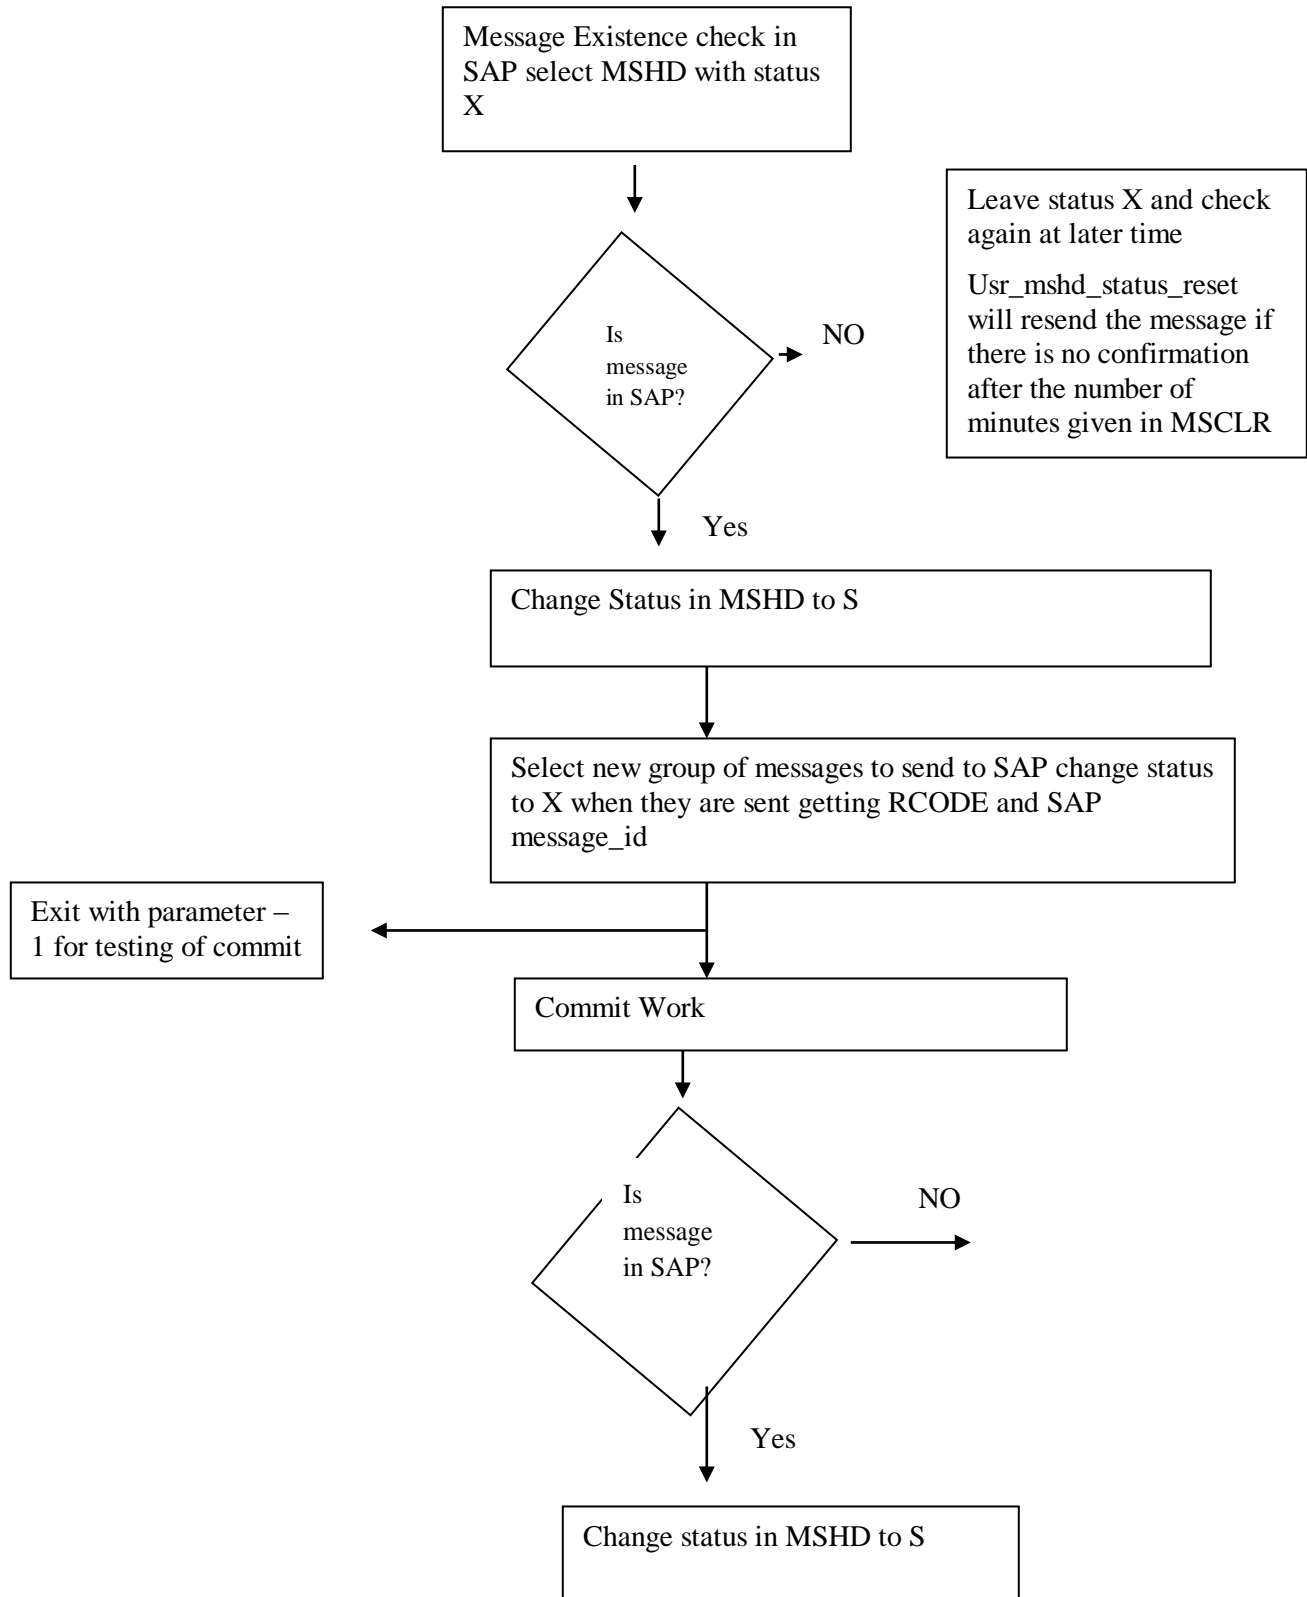 Message Existence check in
SAP select MSHD with status
X
Leave status X and check
again at later time
Usr_mshd_status_reset
will resend the message if
there is no confirmation
after the number of
minutes given in MSCLR
Is
message
in SAP?
NO
Yes
Change Status in MSHD to S
Select new group of messages to send to SAP change status
to X when they are sent getting RCODE and SAP
message_id
Exit with parameter –
1 for testing of commit
Commit Work
Is
message
in SAP?
NO
Yes
Change status in MSHD to S